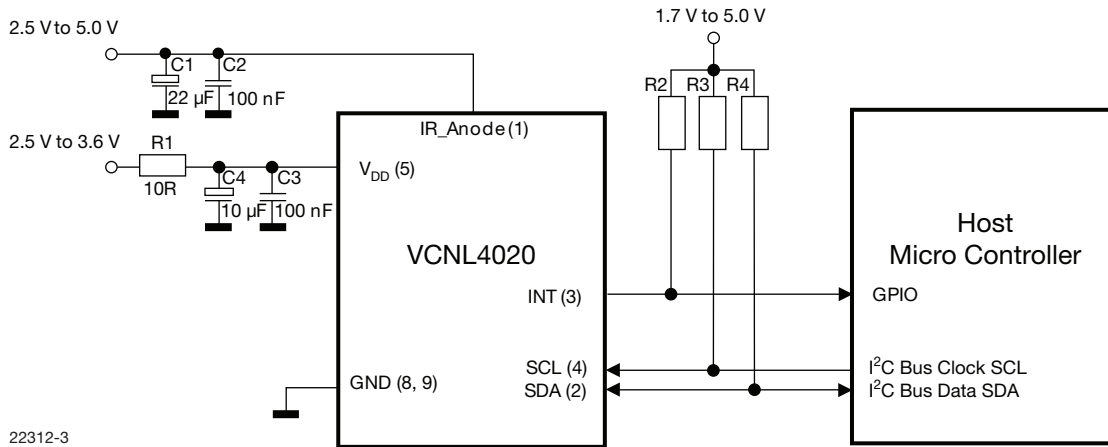 2.5 V to 5.0 V
C1
C2
22 µF
100 nF
2.5 V to 3.6 V
R1
10R
C4
C3
10 µF
100 nF
1.7 V to 5.0 V
R2
R3
R4
IR_Anode (1)
VDD (5)
VCNL4020
INT (3)
GND (8, 9)
SCL (4)
SDA (2)
Host
Micro Controller
GPIO
I²C Bus Clock SCL
I²C Bus Data SDA
22312-3